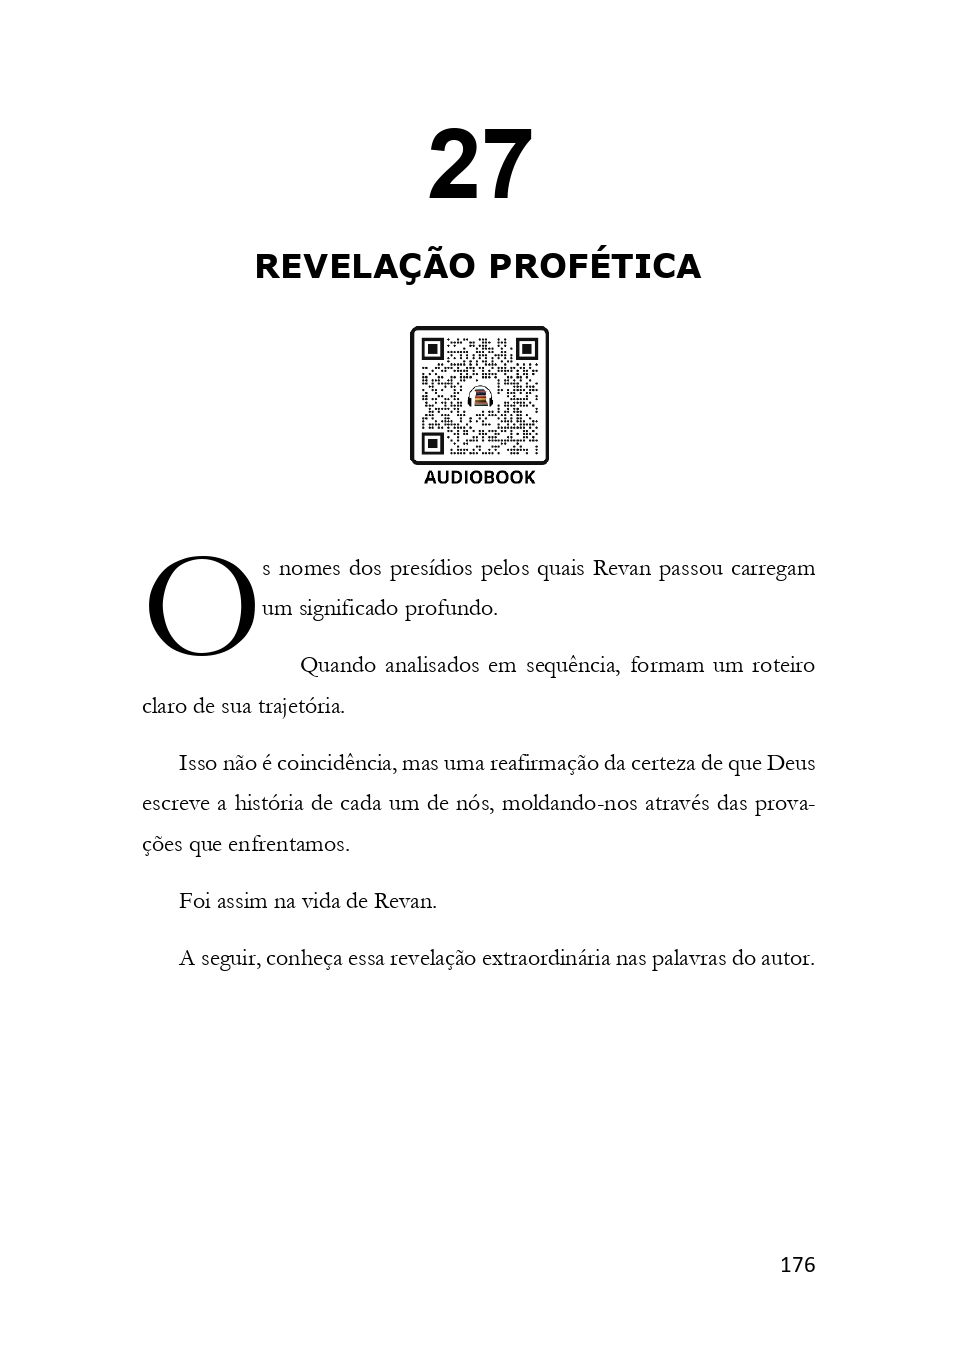 27
REVELAÇÃO PROFÉTICA
AUDIOBOOK
Os nomes dos presídios pelos quais Revan passou carregam
um significado profundo.
Quando analisados em sequência, formam um roteiro
claro de sua trajetória.
Isso não é coincidência, mas uma reafirmação da certeza de que Deus
escreve a história de cada um de nós, moldando-nos através das prova-
ções que enfrentamos.
Foi assim na vida de Revan.
A seguir, conheça essa revelação extraordinária nas palavras do autor.
176